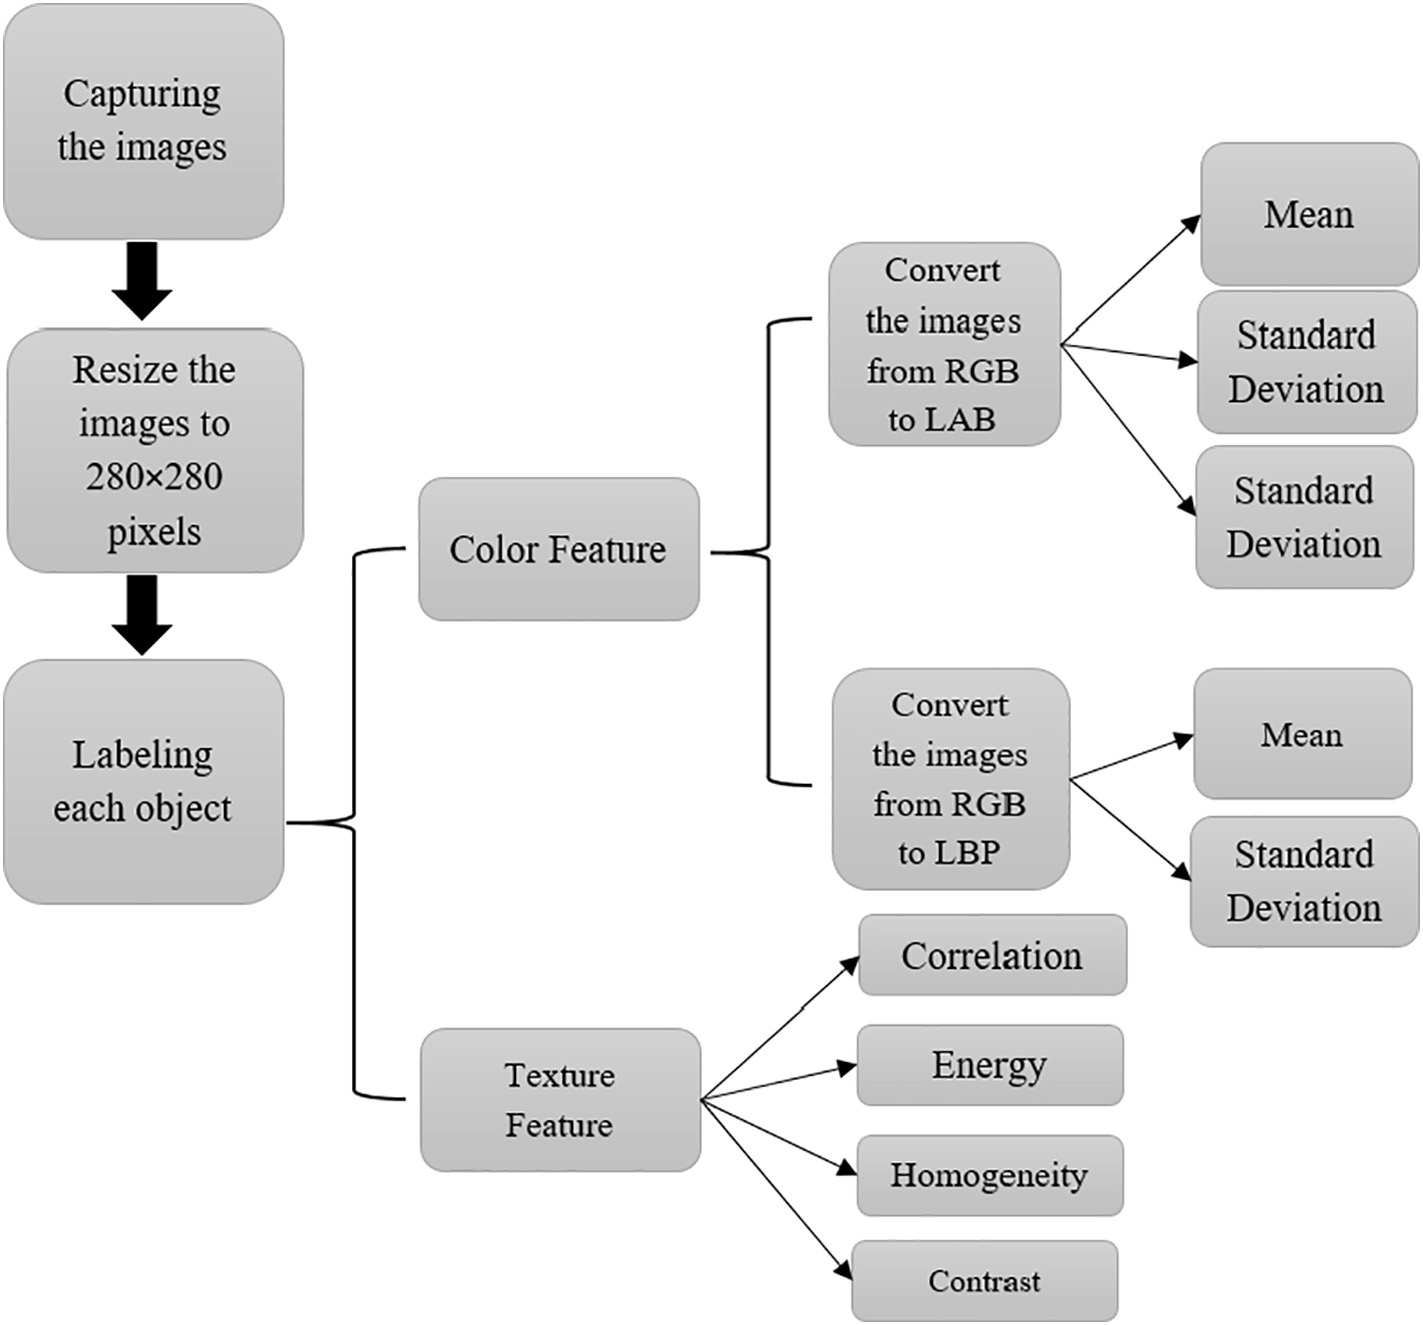 Capturing
the images
Resize the
images to
280×280
pixels
Labeling
each object
Color Feature
Texture
Feature
Convert
the images
from RGB
to LAB
Mean
Standard
Deviation
Standard
Deviation
Convert
the images
from RGB
to LBP
Mean
Standard
Deviation
Correlation
Energy
Homogeneity
Contrast